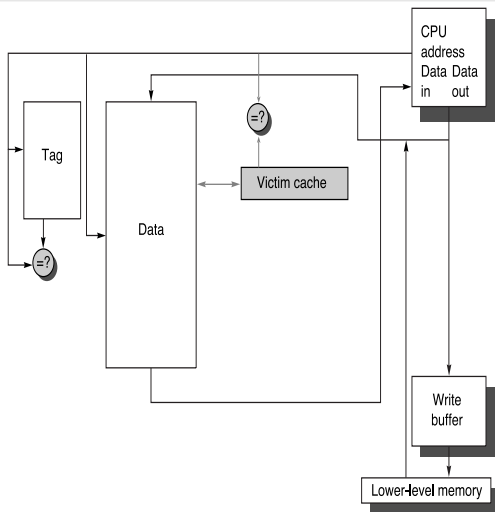 CPU
address
Data Data
in out
=?
Tag
Victim cache
Data
=?
Write
buffer
Lower-level memory